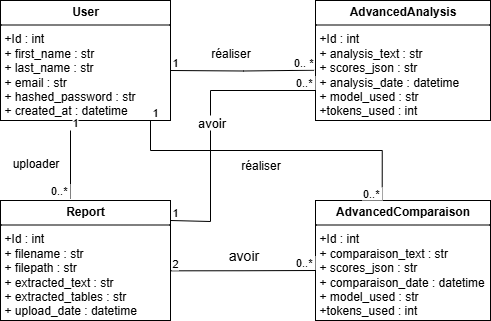 User
+Id : int
+ first_name : str
+ last_name : str
+ email : str
+ hashed_password : str
+ created_at : datetime
AdvancedAnalysis
+Id : int
+ analysis_text : str
+ scores_json : str
+ analysis_date : datetime
+ model_used : str
+tokens_used : int
réaliser
1
0.. *
0.. *
avoir
1
1
uploader
réaliser
0..*
0..*
Report
+Id : int
+ filename : str
+ filepath : str
+ extracted_text : str
+ extracted_tables : str
+ upload_date : datetime
1
2
avoir
0..*
AdvancedComparaison
+Id : int
+ comparaison_text : str
+ scores_json : str
+ comparaison_date : datetime
+ model_used : str
+tokens_used : int